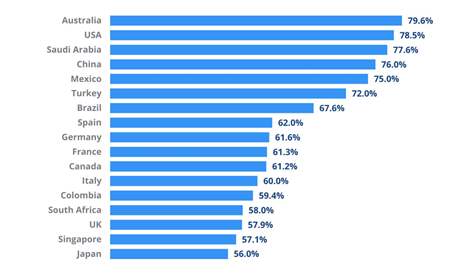 Australia 79.6%
USA 78.5%
Saudi Arabia 77.6%
China 76.0%
Mexico 75.0%
Turkey 72.0%
Brazil 67.6%
Spain 62.0%
Germany 61.6%
France 61.3%
Canada 61.2%
Italy 60.0%
Colombia 59.4%
South Africa 58.0%
UK 57.9%
Singapore 57.1%
Japan 56.0%